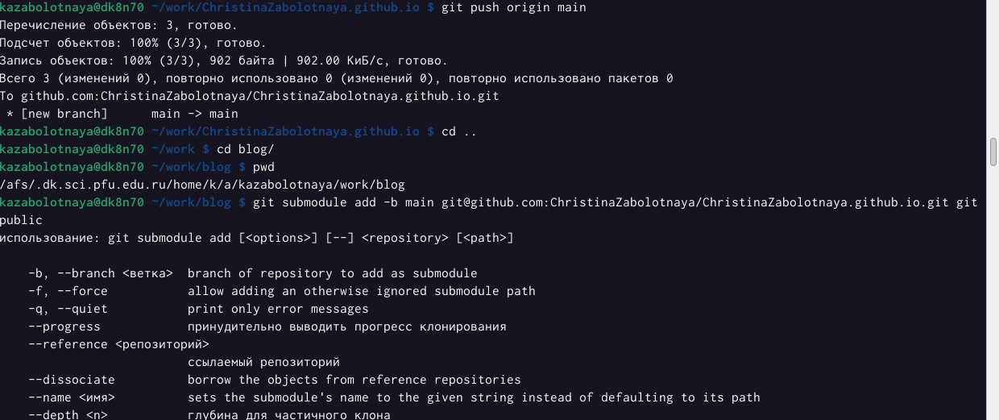 kazabolotnaya@dk8n70 ~/work/ChristinaZabolotnaya.github.io $ git push origin main
Перечисление объектов: 3, готово.
Подсчет объектов: 100% (3/3), готово.
Запись объектов: 100% (3/3), 902 байта | 902.00 КиБ/с, готово.
Всего 3 (изменений 0), повторно использовано 0 (изменений 0), повторно использовано пакетов 0
To github.com:ChristinaZabolotnaya/ChristinaZabolotnaya.github.io.git
 * [new branch]      main -> main
kazabolotnaya@dk8n70 ~/work/ChristinaZabolotnaya.github.io $ cd ..
kazabolotnaya@dk8n70 ~/work $ cd blog/
kazabolotnaya@dk8n70 ~/work/blog $ pwd
/afs/.dk.sci.pfu.edu.ru/home/k/a/kazabolotnaya/work/blog
kazabolotnaya@dk8n70 ~/work/blog $ git submodule add -b main git@github.com:ChristinaZabolotnaya/ChristinaZabolotnaya.github.io.git git
public
использование: git submodule add [<options>] [--] <repository> [<path>]
    -b, --branch <ветка>  branch of repository to add as submodule
    -f, --force           allow adding an otherwise ignored submodule path
    -q, --quiet           print only error messages
    --progress            принудительно выводить прогресс клонирования
    --reference <репозиторий>
                          ссылаемый репозиторий
    --dissociate          borrow the objects from reference repositories
    --name <имя>          sets the submodule's name to the given string instead of defaulting to its path
    --depth <n>           глубина для частичного клона